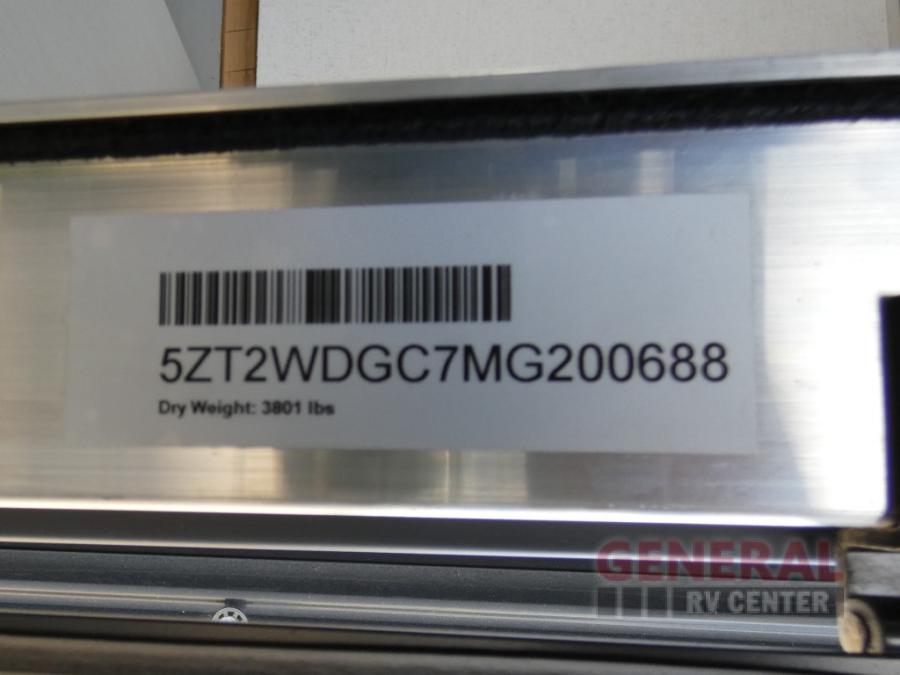 5ZT2WDGC7MG200688
Dry Weight: 3801 lbs
GENERAL
RV CENTER